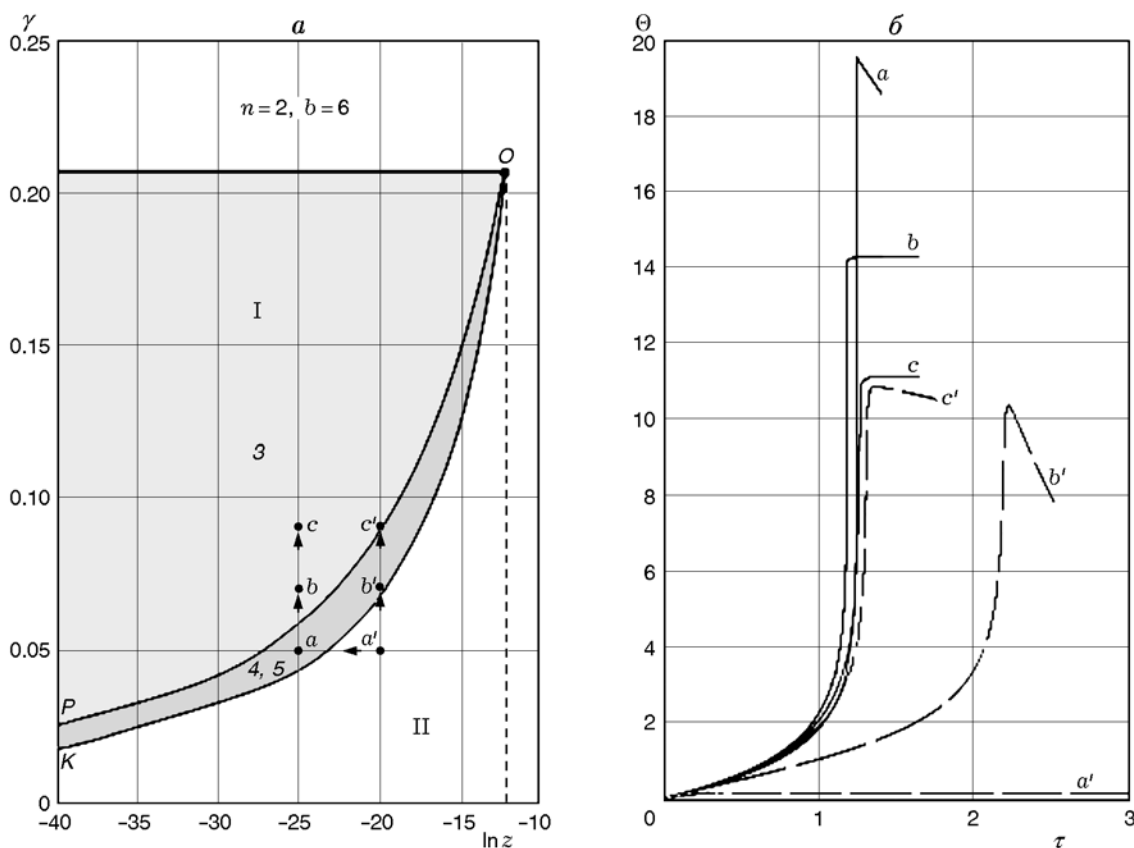 γ
a
0.25
n = 2, b = 6
O
0.20
I
0.15
3
0.10
c
c'
b
b'
0.05
a
a'
4, 5
P
II
K
0
−40
−35
−30
−25
−20
−15
−10
ln z
Θ
б
20
a
18
16
b
14
12
c
c'
10
b'
8
6
4
2
a'
0
1
2
3
τ